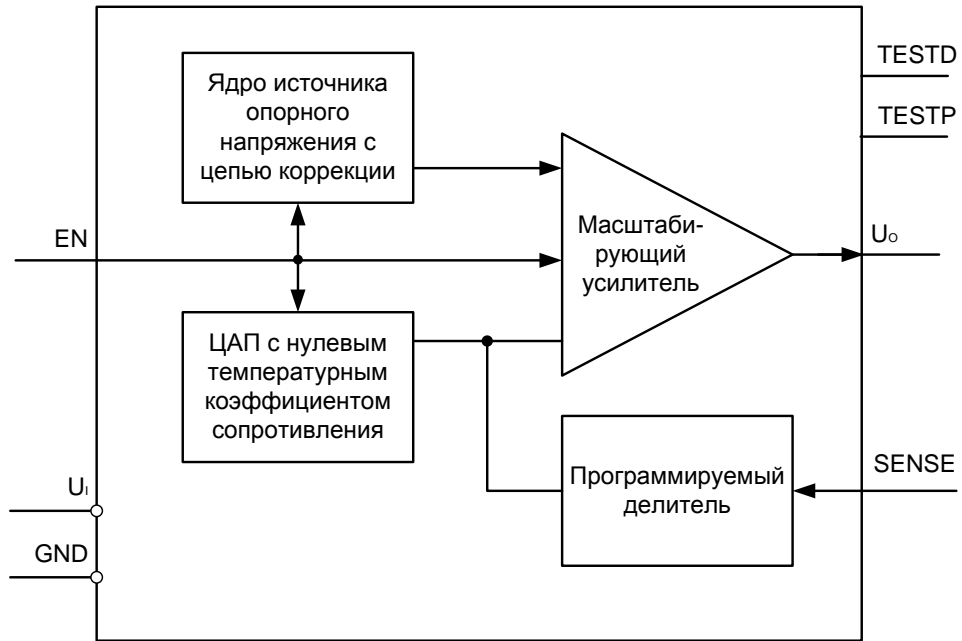 TESTD
Ядро источника
опорного
напряжения с
цепью коррекции
TESTP
EN
Масштаби-
рующий
усилитель
Uₒ
ЦАП с нулевым
температурным
коэффициентом
сопротивления
Программируемый
делитель
SENSE
Uᵢ
GND